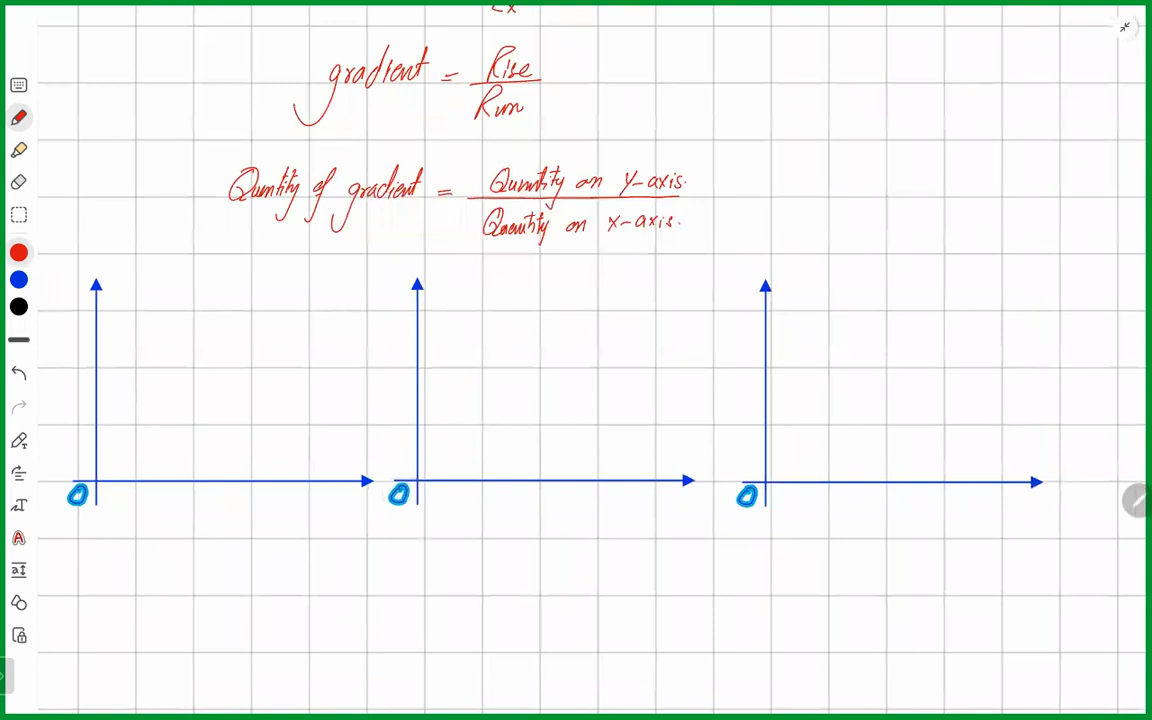 gradient = Rise
Run
Quantity of gradient = Quantity on y-axis.
Quantity on x-axis.
0 0 0